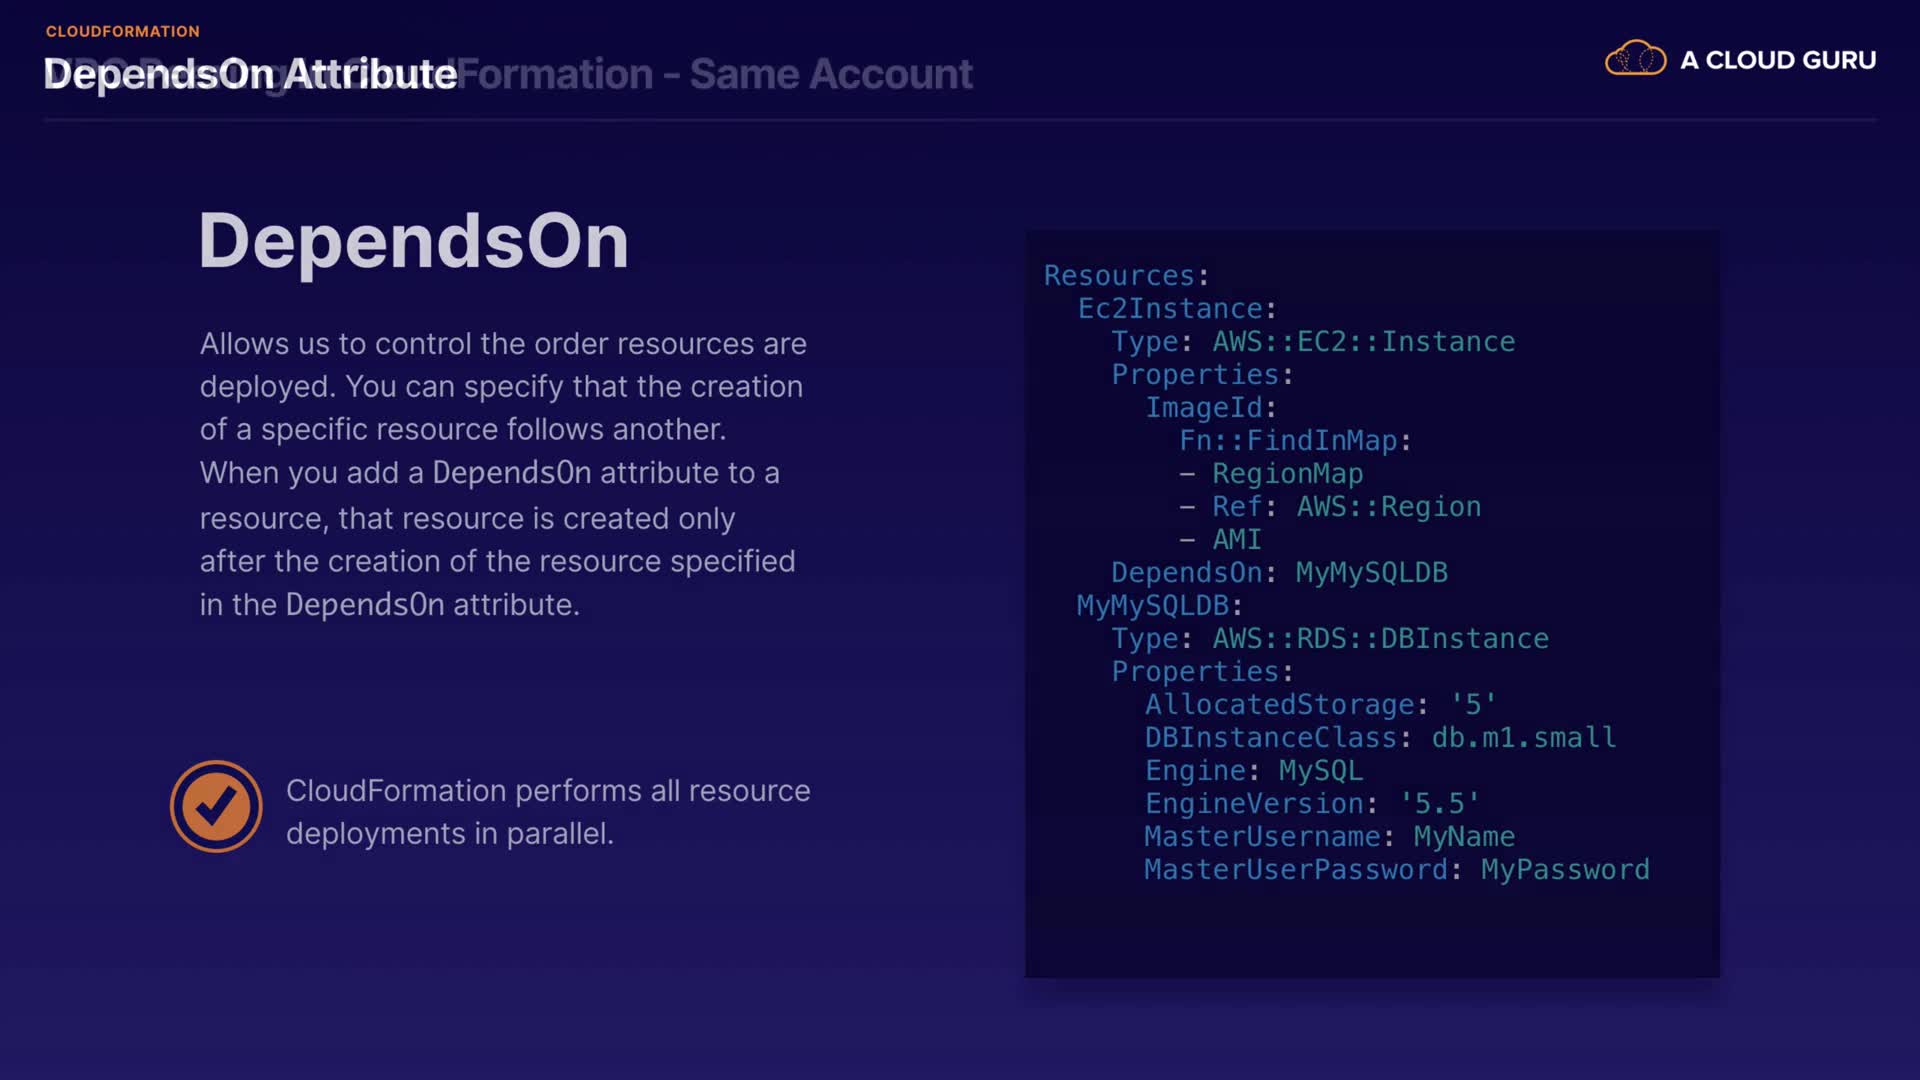 CLOUDFORMATION
DependsOn Attribute
Formation - Same Account
A CLOUD GURU
DependsOn
Allows us to control the order resources are
deployed. You can specify that the creation
of a specific resource follows another.
When you add a DependsOn attribute to a
resource, that resource is created only
after the creation of the resource specified
in the DependsOn attribute.
CloudFormation performs all resource
deployments in parallel.
Resources:
  Ec2Instance:
    Type: AWS::EC2::Instance
    Properties:
      ImageId:
        Fn::FindInMap:
        - RegionMap
        - Ref: AWS::Region
        - AMI
    DependsOn: MyMySQLDB
  MyMySQLDB:
    Type: AWS::RDS::DBInstance
    Properties:
      AllocatedStorage: '5'
      DBInstanceClass: db.m1.small
      Engine: MySQL
      EngineVersion: '5.5'
      MasterUsername: MyName
      MasterUserPassword: MyPassword